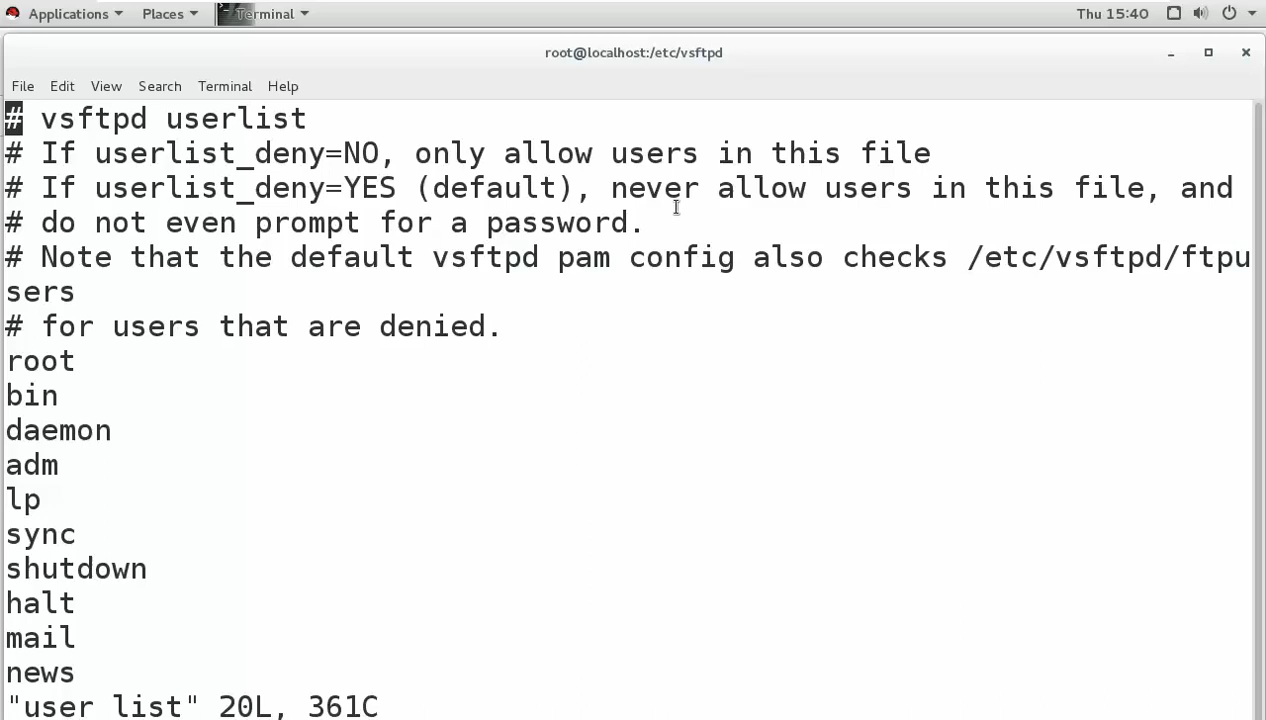 Applications Places Terminal Thu 15:40
root@localhost:/etc/vsftpd
File Edit View Search Terminal Help
# vsftpd userlist
# If userlist_deny=NO, only allow users in this file
# If userlist_deny=YES (default), never allow users in this file, and
# do not even prompt for a password.
# Note that the default vsftpd pam config also checks /etc/vsftpd/ftpu
sers
# for users that are denied.
root
bin
daemon
adm
lp
sync
shutdown
halt
mail
news
"user_list" 20L, 361C